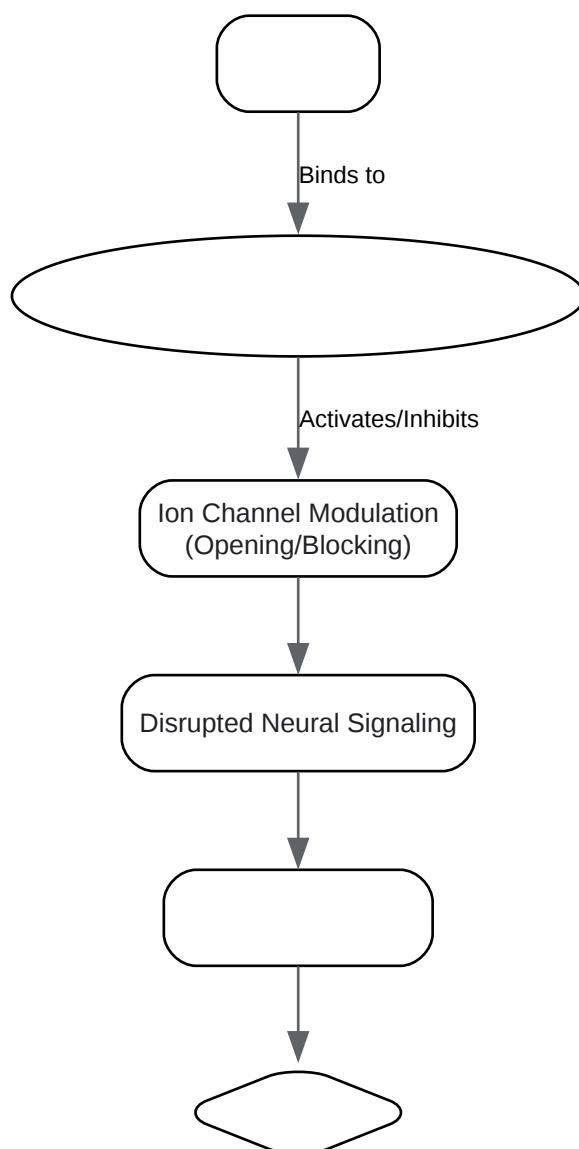 Binds to
Activates/Inhibits
Ion Channel Modulation
(Opening/Blocking)
Disrupted Neural Signaling